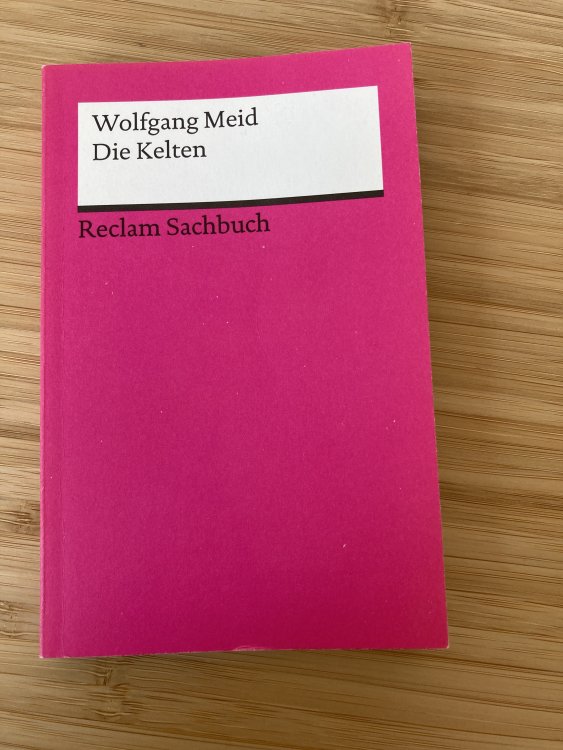 Wolfgang Meid
Die Kelten
Reclam Sachbuch